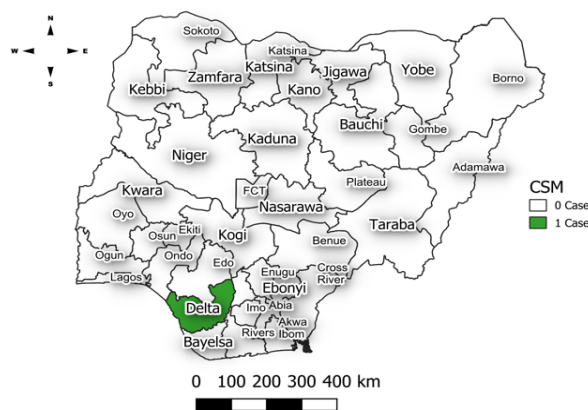 N
W E
S
Sokoto
Katsina
Katsina
Zamfara
Jigawa
Yobe
Borno
Kebbi
Kano
Bauchi
Gombe
Kaduna
Niger
Adamawa
Plateau
FCT
Kwara
Nasarawa
Taraba
Oyo
Ekiti
Osun
Kogi
Benue
Ogun
Ondo
Edo
Lagos
Enugu
Cross
River
Ebonyi
Delta
Imo
Abia
Akwa
Ibom
Rivers
Bayelsa
CSM
0 Case
1 Case
0 100 200 300 400 km